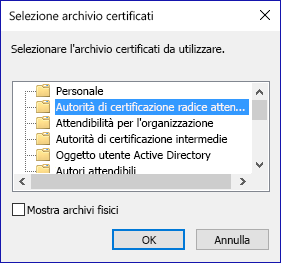 Selezione archivio certificati
Selezionare l'archivio certificati da utilizzare.
Personale
Autorità di certificazione radice atten...
Attendibilità per l'organizzazione
Autorità di certificazione intermedie
Oggetto utente Active Directory
Autori attendibili
Mostra archivi fisici
OK
Annulla